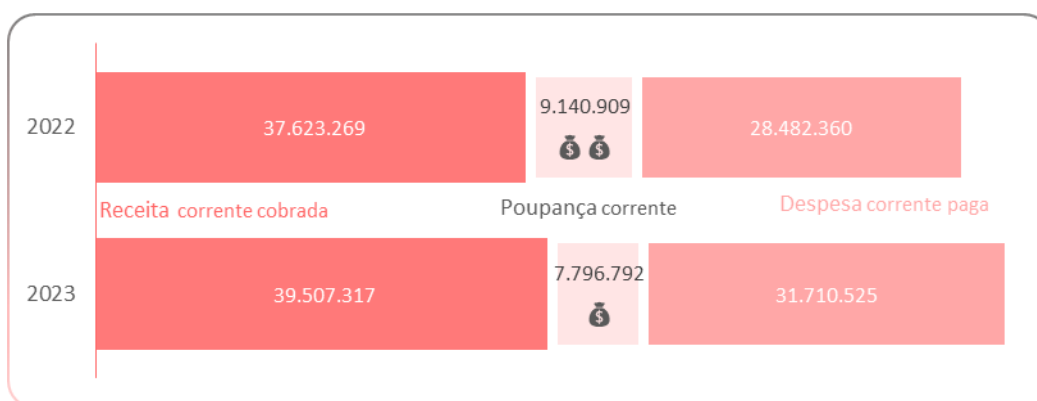 2022
37.623.269
9.140.909
28.482.360
Receita corrente cobrada
Poupança corrente
Despesa corrente paga
2023
39.507.317
7.796.792
31.710.525